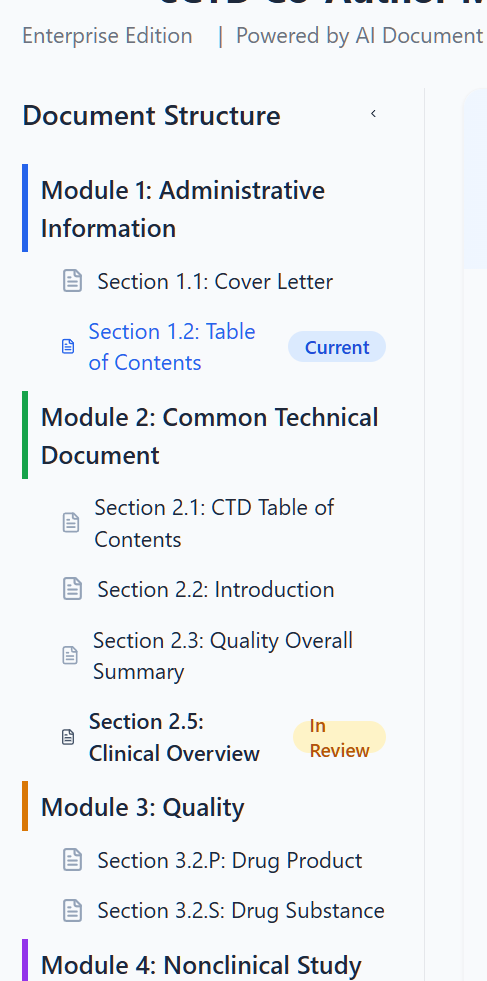 Enterprise Edition | Powered by AI Document
Document Structure
Module 1: Administrative
Information
Section 1.1: Cover Letter
Section 1.2: Table
of Contents
Current
Module 2: Common Technical
Document
Section 2.1: CTD Table of
Contents
Section 2.2: Introduction
Section 2.3: Quality Overall
Summary
Section 2.5:
Clinical Overview
In
Review
Module 3: Quality
Section 3.2.P: Drug Product
Section 3.2.S: Drug Substance
Module 4: Nonclinical Study